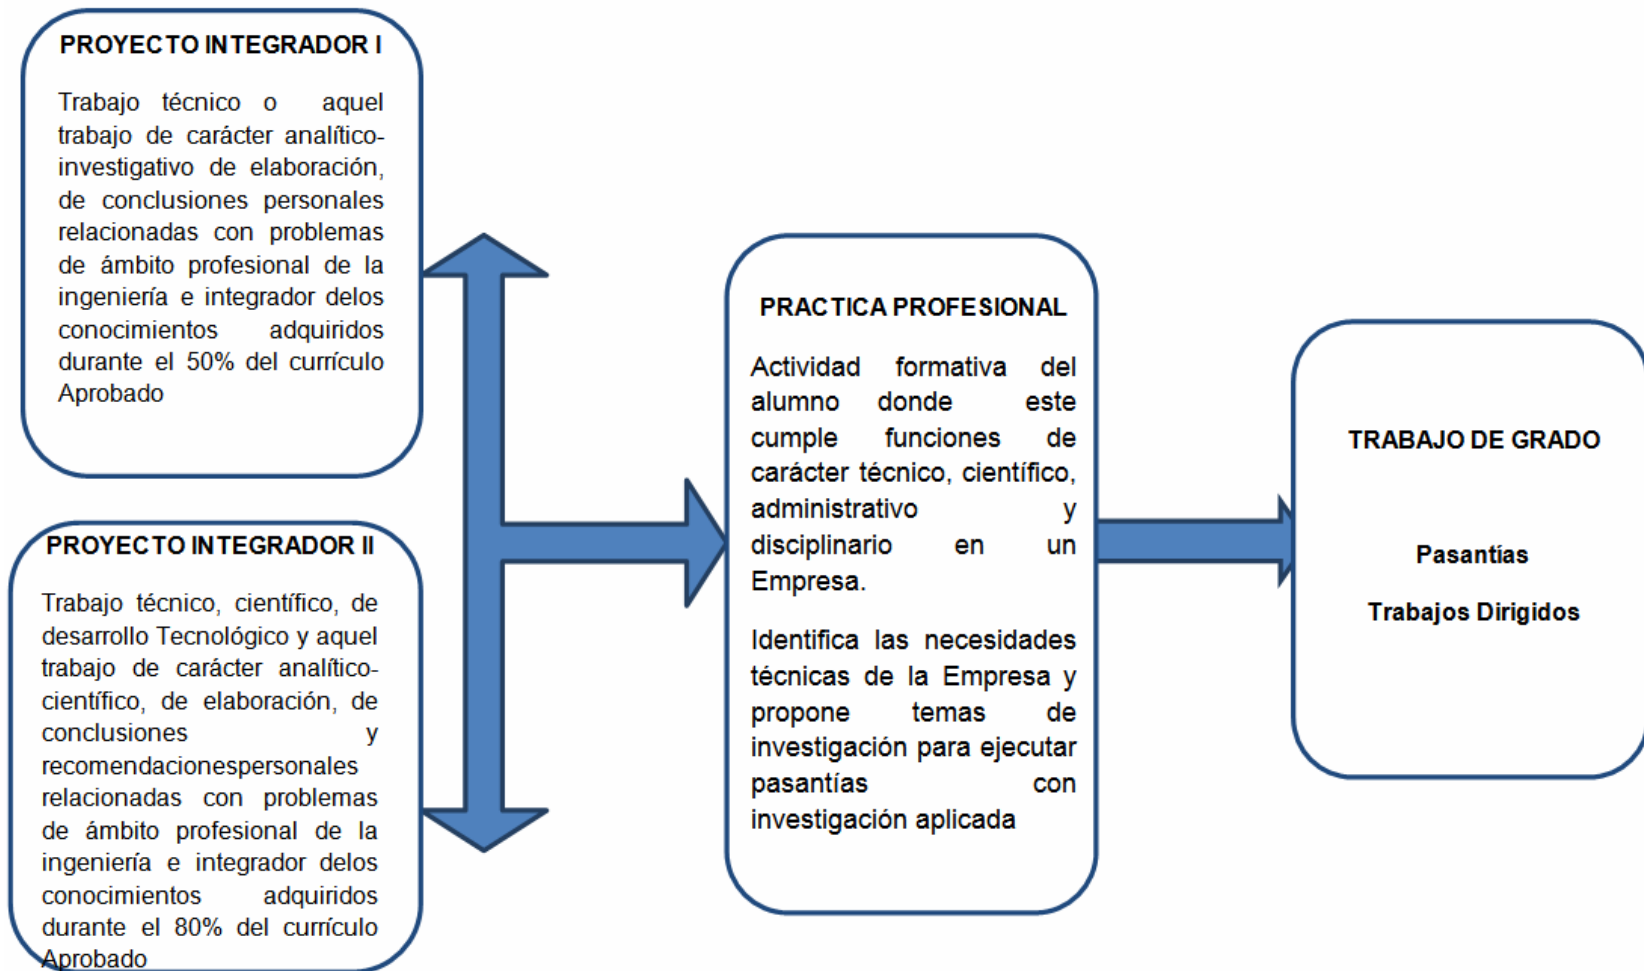 PROYECTO INTEGRADOR I
Trabajo técnico o aquel
trabajo de carácter analítico-
investigativo de elaboración,
de conclusiones personales
relacionadas con problemas
de ámbito profesional de la
ingeniería e integrador delos
conocimientos adquiridos
durante el 50% del currículo
Aprobado
PROYECTO INTEGRADOR II
Trabajo técnico, científico, de
desarrollo Tecnológico y aquel
trabajo de carácter analítico-
científico, de elaboración, de
conclusiones y
recomendacionespersonales
relacionadas con problemas
de ámbito profesional de la
ingeniería e integrador delos
conocimientos adquiridos
durante el 80% del currículo
Aprobado
PRACTICA PROFESIONAL
Actividad formativa del
alumno donde este
cumple funciones de
carácter técnico, científico,
administrativo y
disciplinario en un
Empresa.
Identifica las necesidades
técnicas de la Empresa y
propone temas de
investigación para ejecutar
pasantías con
investigación aplicada
TRABAJO DE GRADO
Pasantías
Trabajos Dirigidos